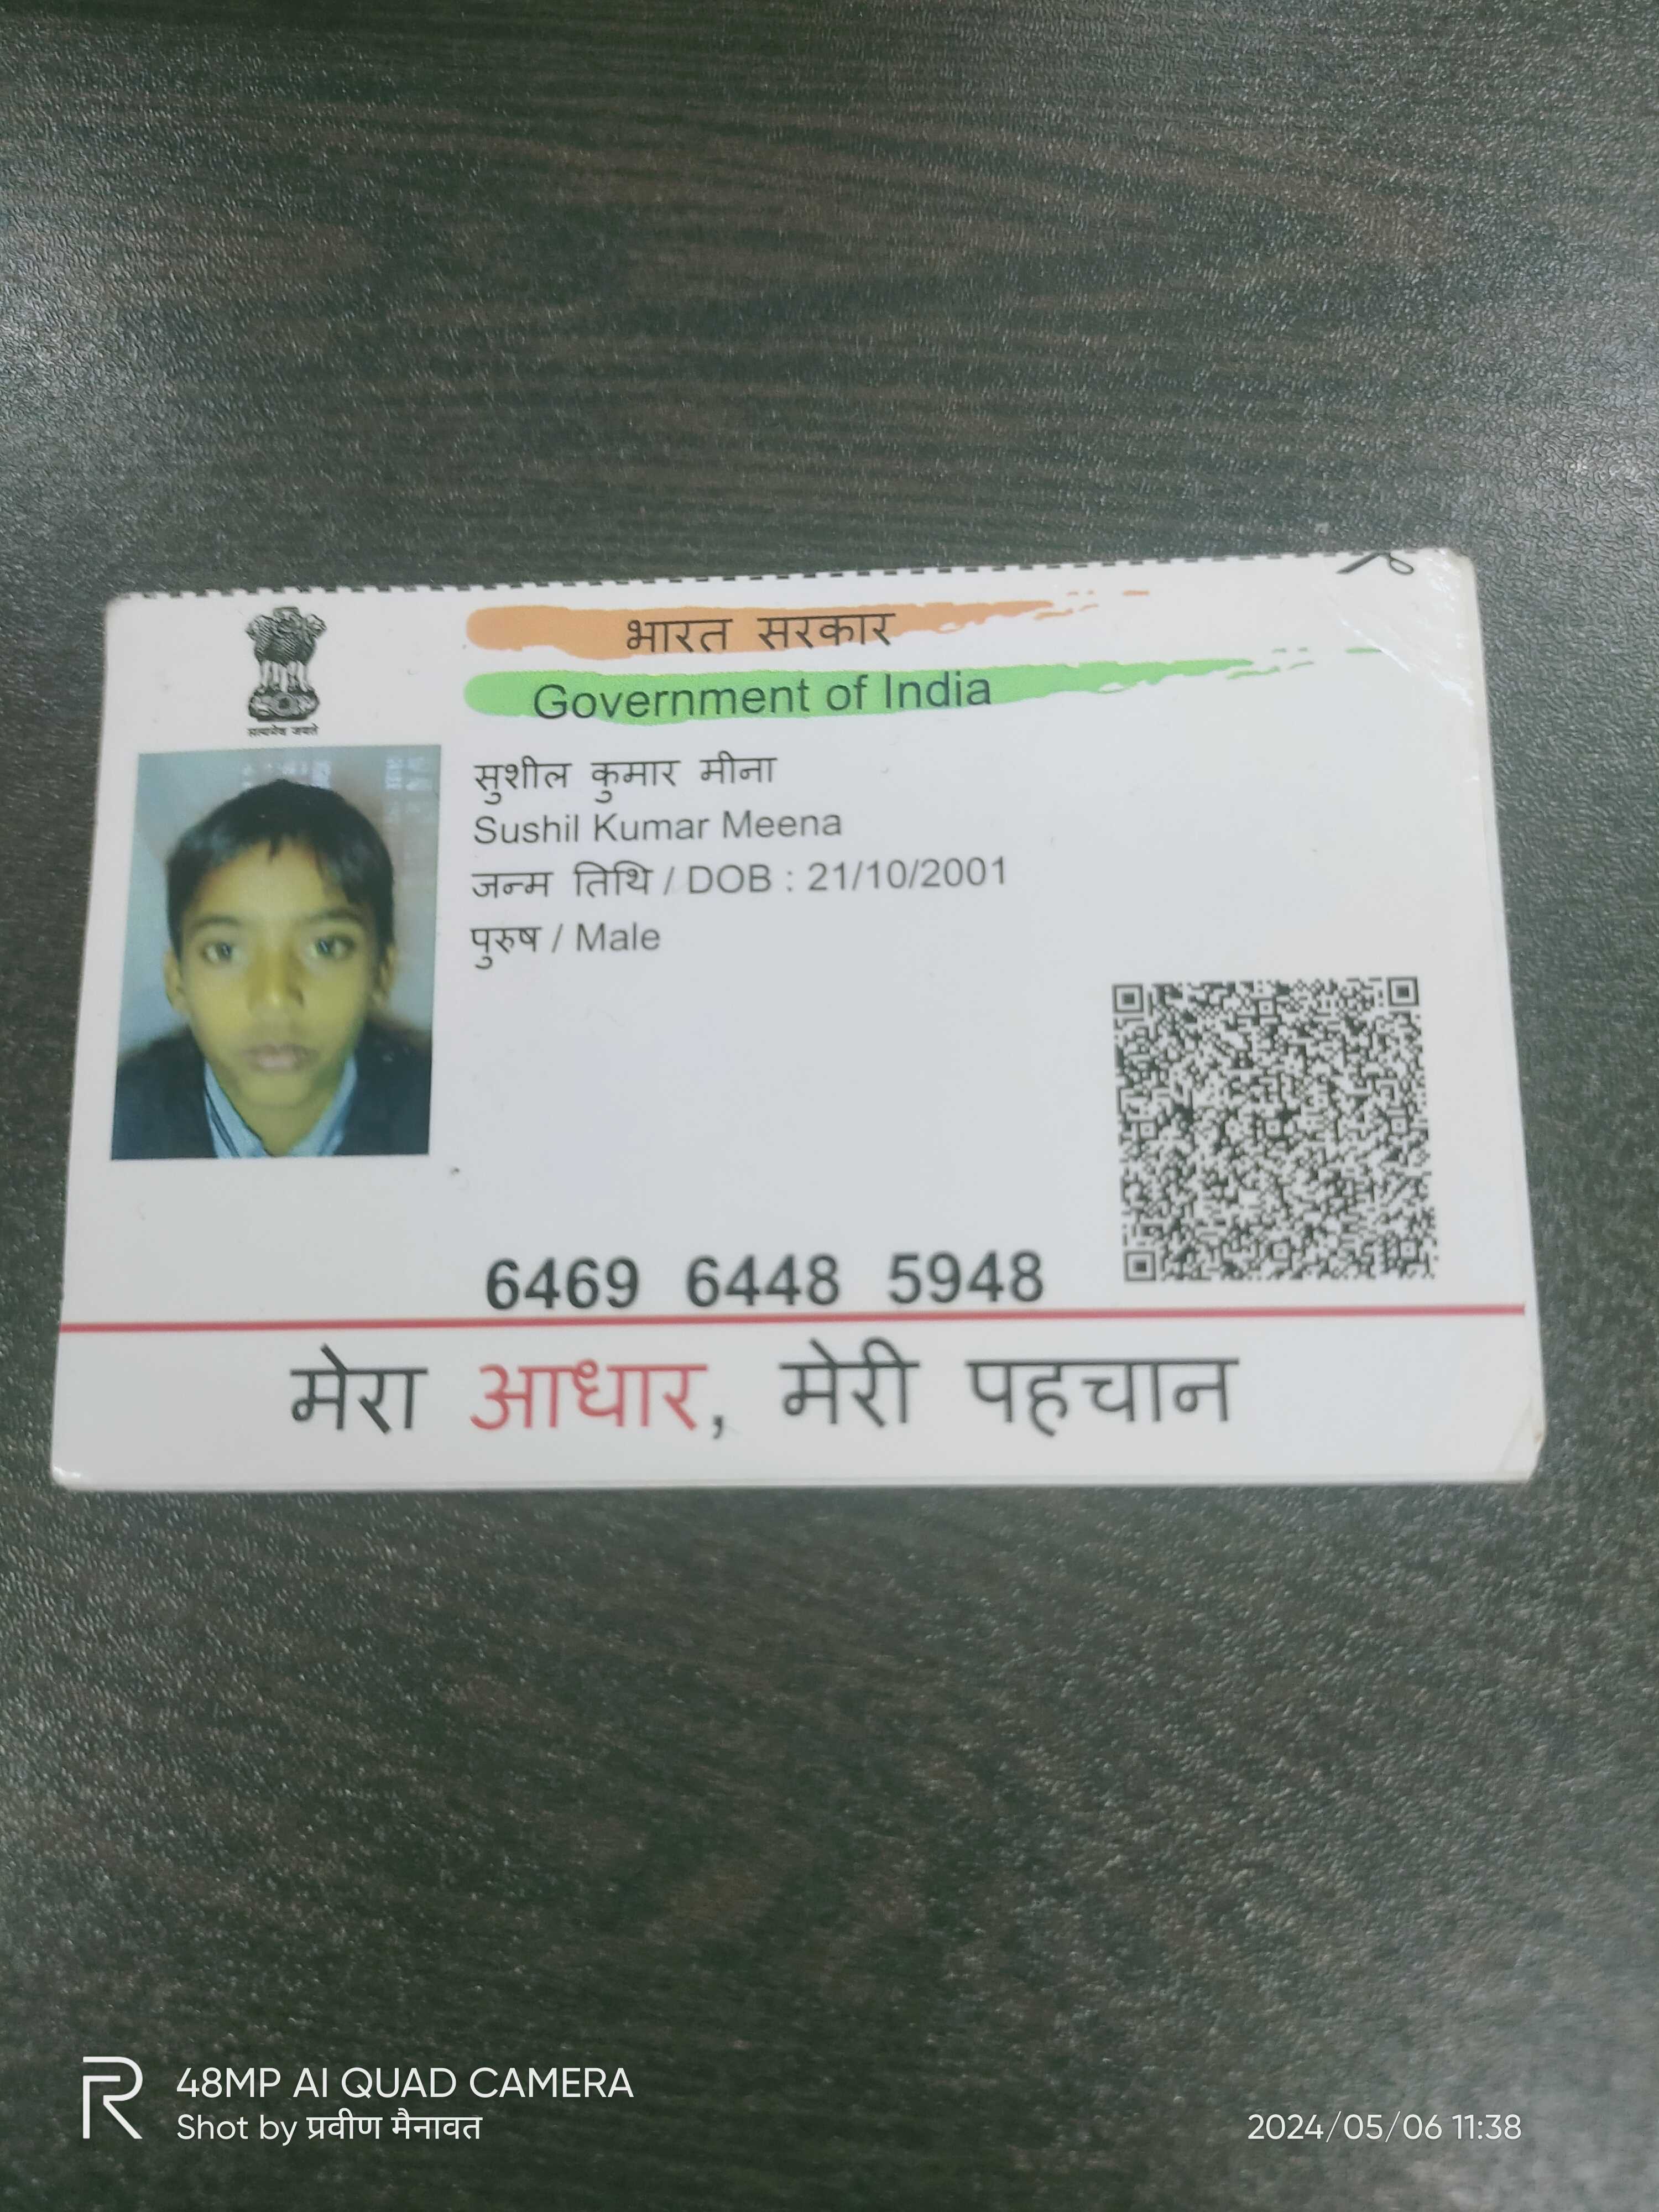 सत्यमेव जयते
भारत सरकार
Government of India
सुशील कुमार मीना
Sushil Kumar Meena
जन्म तिथि / DOB : 21/10/2001
पुरुष / Male
6469 6448 5948
मेरा आधार, मेरी पहचान
48MP AI QUAD CAMERA
Shot by प्रवीण मैनावत
2024/05/06 11:38